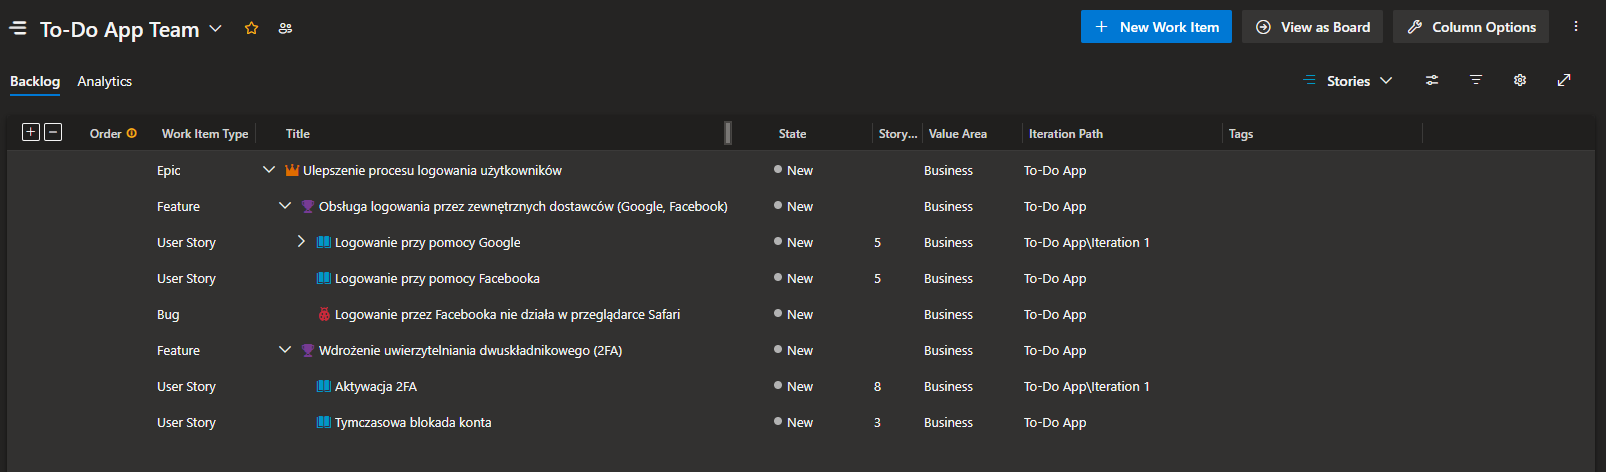 To-Do App Team
New Work Item View as Board Column Options
Backlog Analytics
Stories
Order Work Item Type Title State Story... Value Area Iteration Path Tags
Epic Ulepszenie procesu logowania użytkowników New Business To-Do App
Feature Obsługa logowania przez zewnętrznych dostawców (Google, Facebook) New Business To-Do App
User Story Logowanie przy pomocy Google New 5 Business To-Do App\Iteration 1
User Story Logowanie przy pomocy Facebooka New 5 Business To-Do App
Bug Logowanie przez Facebooka nie działa w przeglądarce Safari New Business To-Do App
Feature Wdrożenie uwierzytelniania dwuskładnikowego (2FA) New Business To-Do App
User Story Aktywacja 2FA New 8 Business To-Do App\Iteration 1
User Story Tymczasowa blokada konta New 3 Business To-Do App